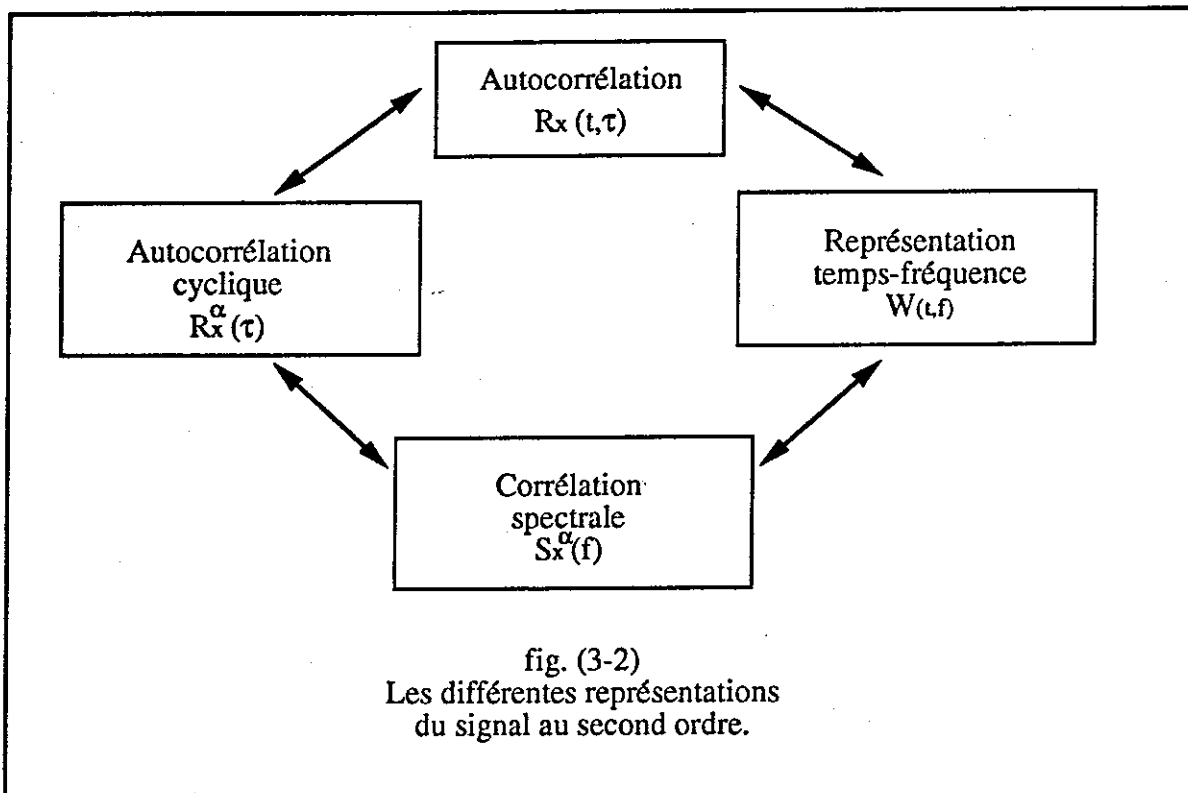 Autocorrélation
Rx (t,τ)
Autocorrélation
cyclique
Rx^α(τ)
Représentation
temps-fréquence
W(t,f)
Corrélation
spectrale
Sx^α(f)
fig. (3-2)
Les différentes représentations
du signal au second ordre.